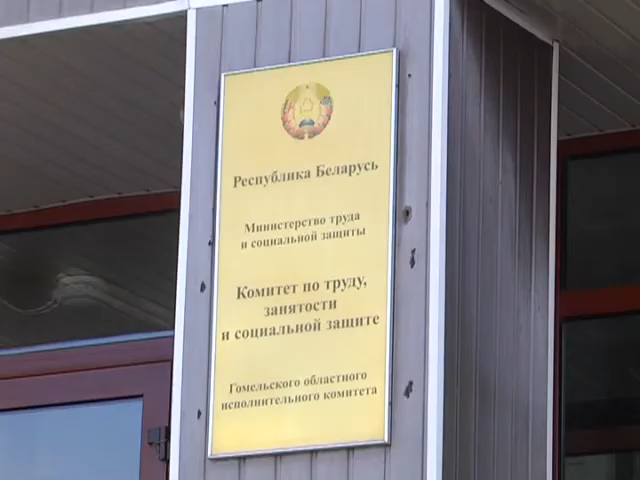 Республика Беларусь
Министерство труда
и социальной защиты
Комитет по труду,
занятости
и социальной защите
Гомельского областного
исполнительного комитета